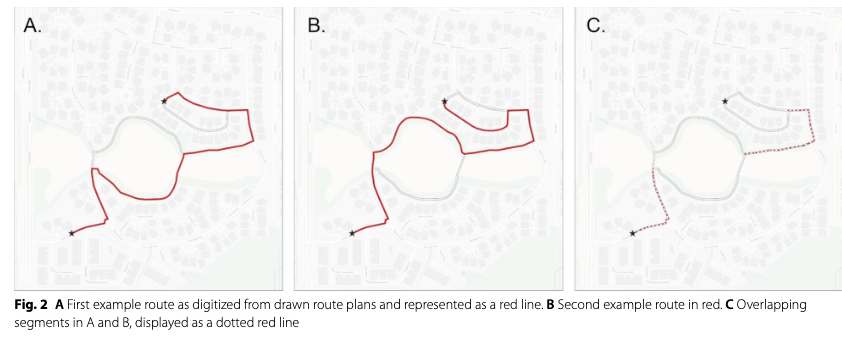 A.
B.
C.
Fig. 2 A First example route as digitized from drawn route plans and represented as a red line. B Second example route in red. C Overlapping
segments in A and B, displayed as a dotted red line